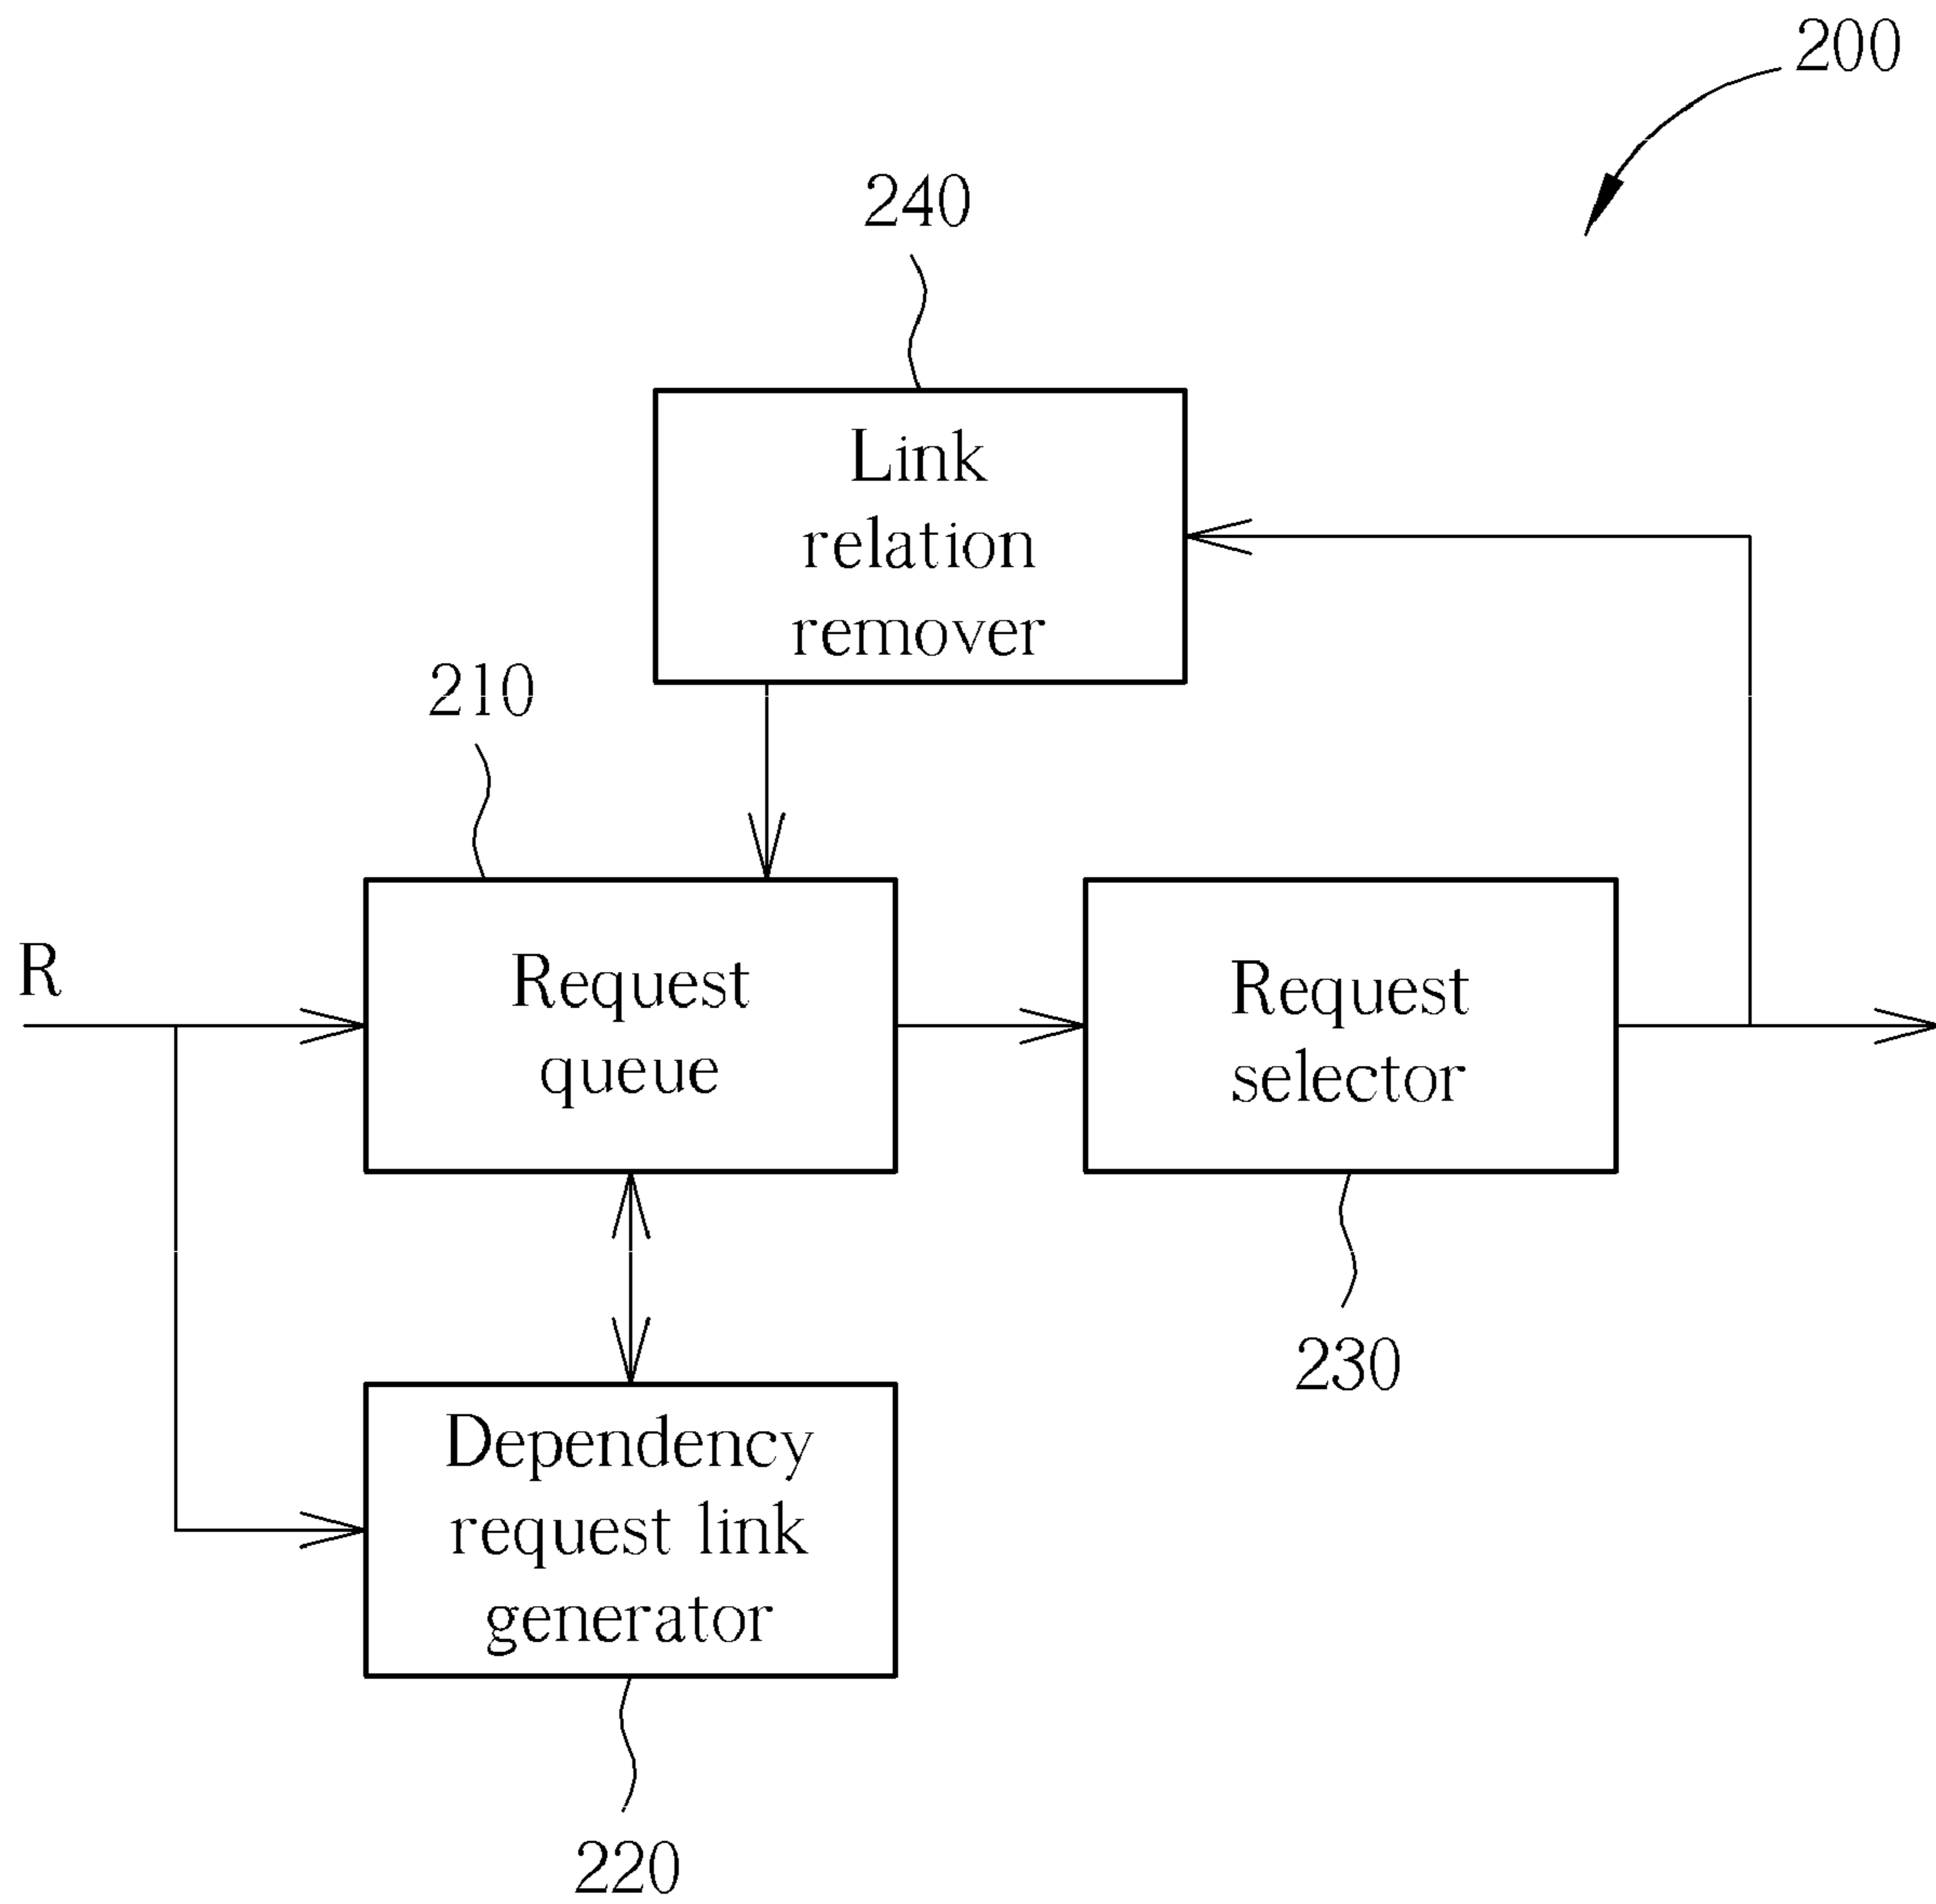 200
240
Link
relation
remover
210
R
Request
queue
Request
selector
230
Dependency
request link
generator
220